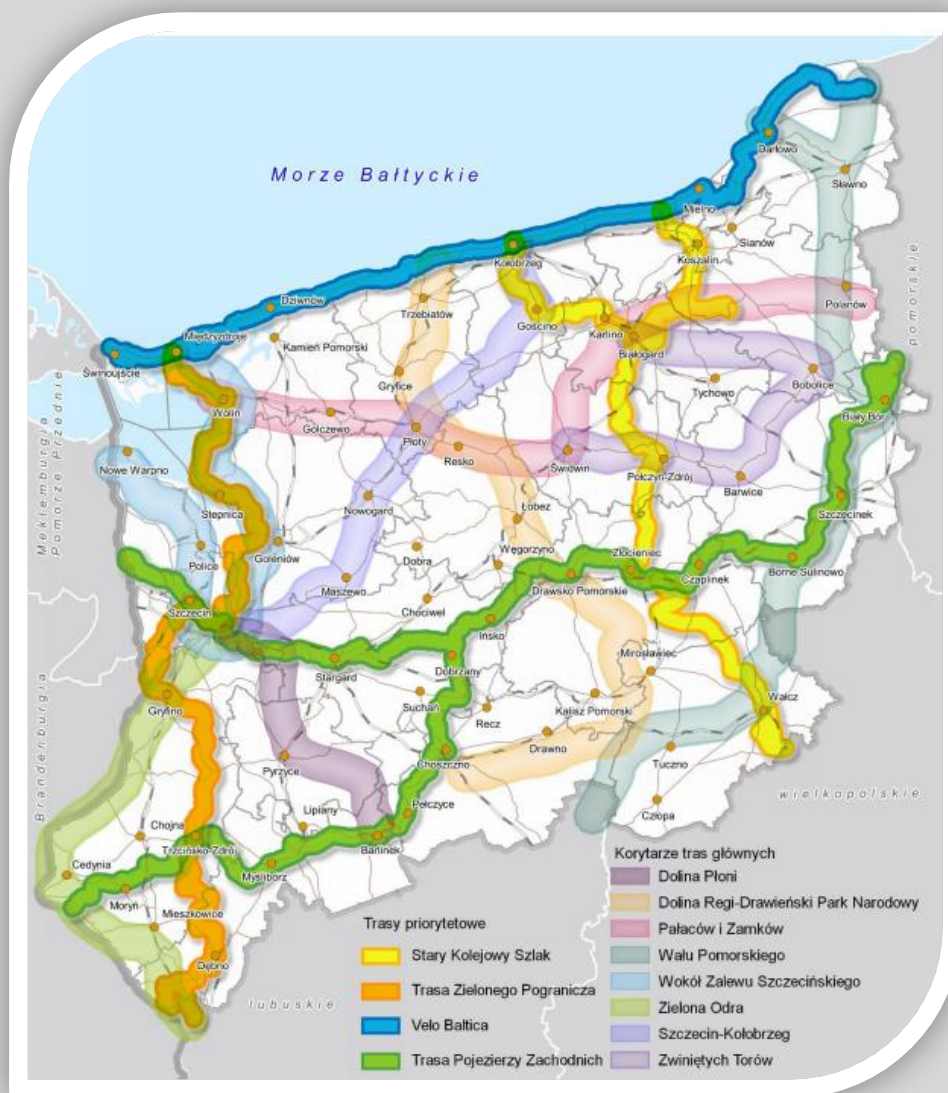 Morze Bałtyckie
Darłowo
Sławno
Mielno
Sianów
Kołobrzeg
Koszalin
Dziwnów
Trzebiatów
Gościno
Polanów
pomorskie
Międzyzdroje
Kamień Pomorski
Karlino
Białogard
Świnoujście
Gryfice
Tychowo
Bobolice
Wolin
Golczewo
Biały Bór
Płoty
Resko
Świdwin
Połczyn-Zdrój
Barwice
Meklemburgia
Pomorze Przednie
Nowe Warpno
Stepnica
Nowogard
Łobez
Szczecinek
Police
Goleniów
Dobra
Węgorzyno
Złocieniec
Czaplinek
Borne Sulinowo
Maszewo
Chociwel
Drawsko Pomorskie
Szczecin
Ińsko
Stargard
Dobrzany
Mirosławiec
Brandenburgia
Gryfino
Suchań
Recz
Kalisz Pomorski
Wałcz
Drawno
Tuczno
Pyrzyce
Choszczno
Człopa
wielkopolskie
Chojna
Lipiany
Pełczyce
Trzcińsko-Zdrój
Barlinek
Cedynia
Myślibórz
Moryń
Mieszkowice
Dębno
lubuskie
Trasy priorytetowe
Stary Kolejowy Szlak
Trasa Zielonego Pogranicza
Velo Baltica
Trasa Pojezierzy Zachodnich
Korytarze tras głównych
Dolina Płoni
Dolina Regi-Drawieński Park Narodowy
Pałaców i Zamków
Wału Pomorskiego
Wokół Zalewu Szczecińskiego
Zielona Odra
Szczecin-Kołobrzeg
Zwiniętych Torów